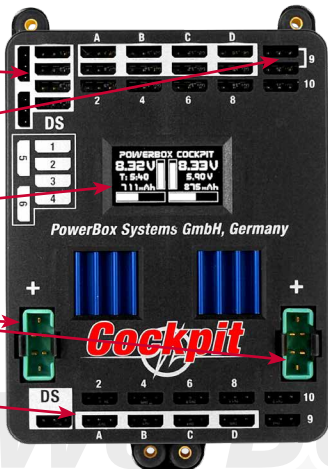 A B C D
9
10
2 4 6 8
DS
5
1
2
3
4
6
POWERBOX COCKPIT
8.32V 8.33V
T: 5:40 5.90 V
711mAh 875mAh
PowerBox Systems GmbH, Germany
+ +
Cockpit
DS
2 4 6 8
10
9
A B C D